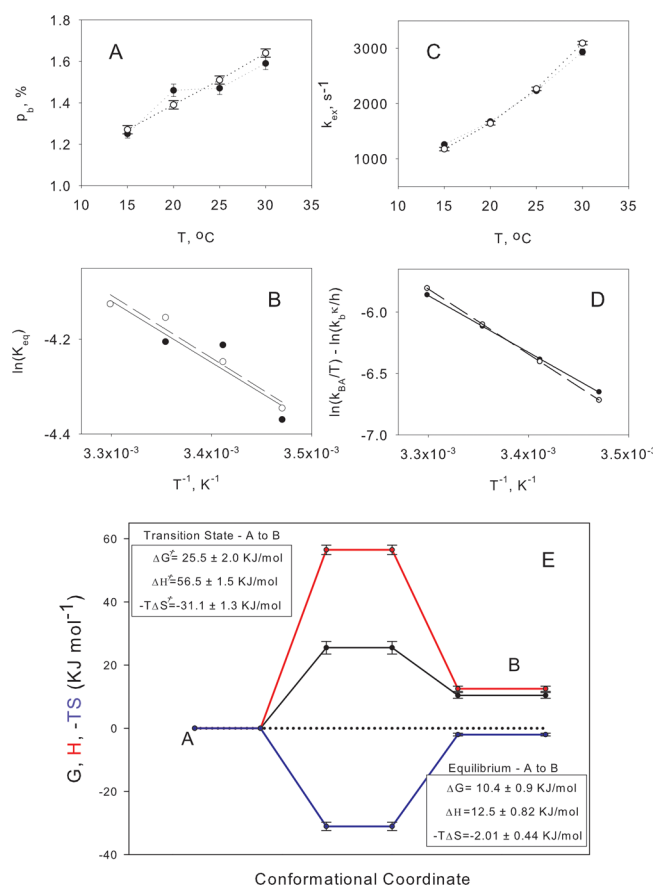 A
p_b, %
1.8
1.6
1.4
1.2
1.0
10 15 20 25 30 35
T, ºC
C
k_ex, s⁻¹
3000
2000
1000
10 15 20 25 30 35
T, ºC
B
ln(K_eq)
-4.2
-4.4
3.3x10⁻³ 3.4x10⁻³ 3.5x10⁻³
T⁻¹, K⁻¹
D
ln(k_BA/T) - ln(k_b κ/h)
-6.0
-6.5
-7.0
3.3x10⁻³ 3.4x10⁻³ 3.5x10⁻³
T⁻¹, K⁻¹
E
G, H, -TS (KJ mol⁻¹)
60
40
20
0
-20
-40
Transition State - A to B
ΔG‡= 25.5 ± 2.0 KJ/mol
ΔH‡=56.5 ± 1.5 KJ/mol
-TΔS‡=-31.1 ± 1.3 KJ/mol
A
B
Equilibrium - A to B
ΔG= 10.4 ± 0.9 KJ/mol
ΔH =12.5 ± 0.82 KJ/mol
-TΔS=-2.01 ± 0.44 KJ/mol
Conformational Coordinate